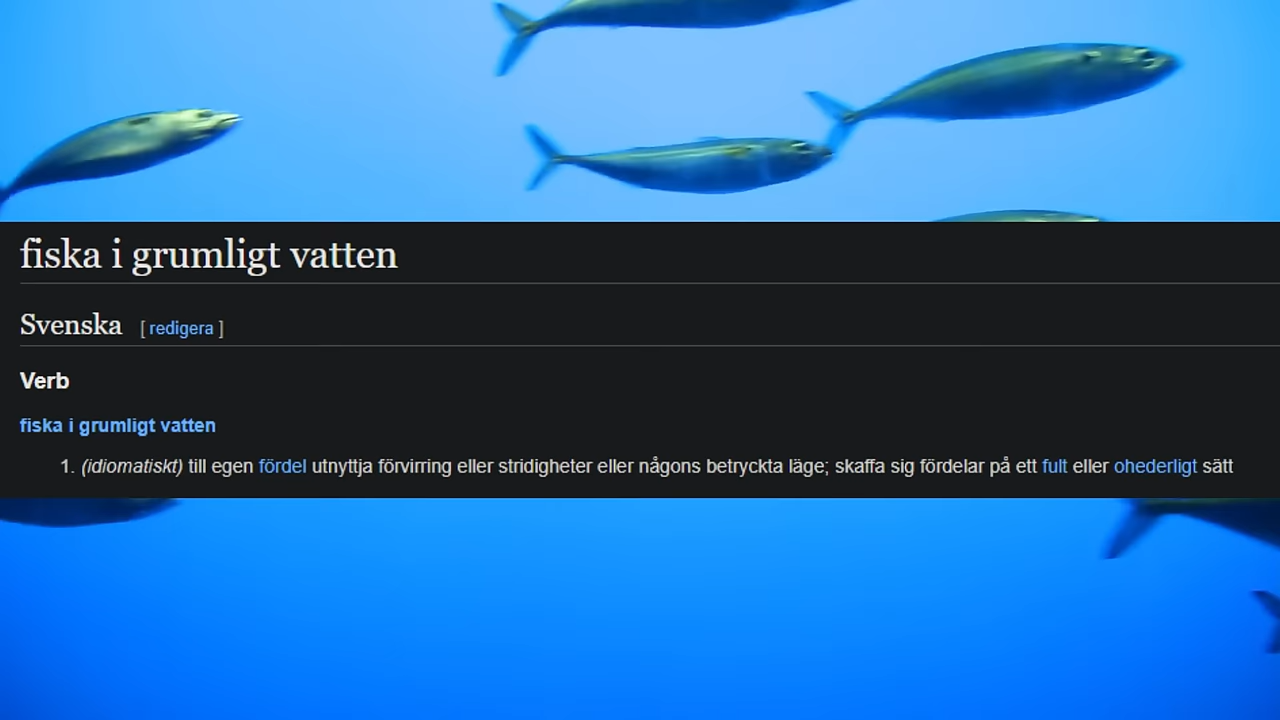 fiska i grumligt vatten
Svenska [ redigera ]
Verb
fiska i grumligt vatten
1. (idiomatiskt) till egen fördel utnyttja förvirring eller stridigheter eller någons betryckta läge; skaffa sig fördelar på ett fult eller ohederligt sätt